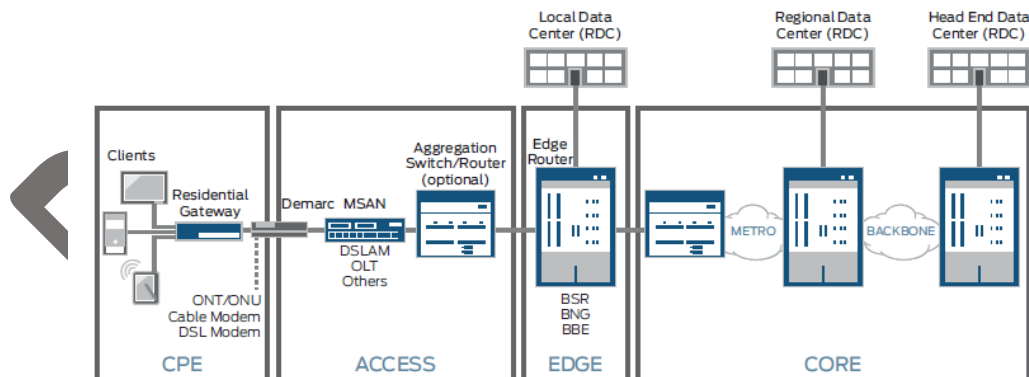 Local Data
Center (RDC)
Regional Data
Center (RDC)
Head End Data
Center (RDC)
Clients
Residential
Gateway
Demarc
MSAN
Aggregation
Switch/Router
(optional)
Edge
Router
DSLAM
OLT
Others
METRO
BACKBONE
ONT/ONU
Cable Modem
DSL Modem
BSR
BNG
BBE
CPE
ACCESS
EDGE
CORE